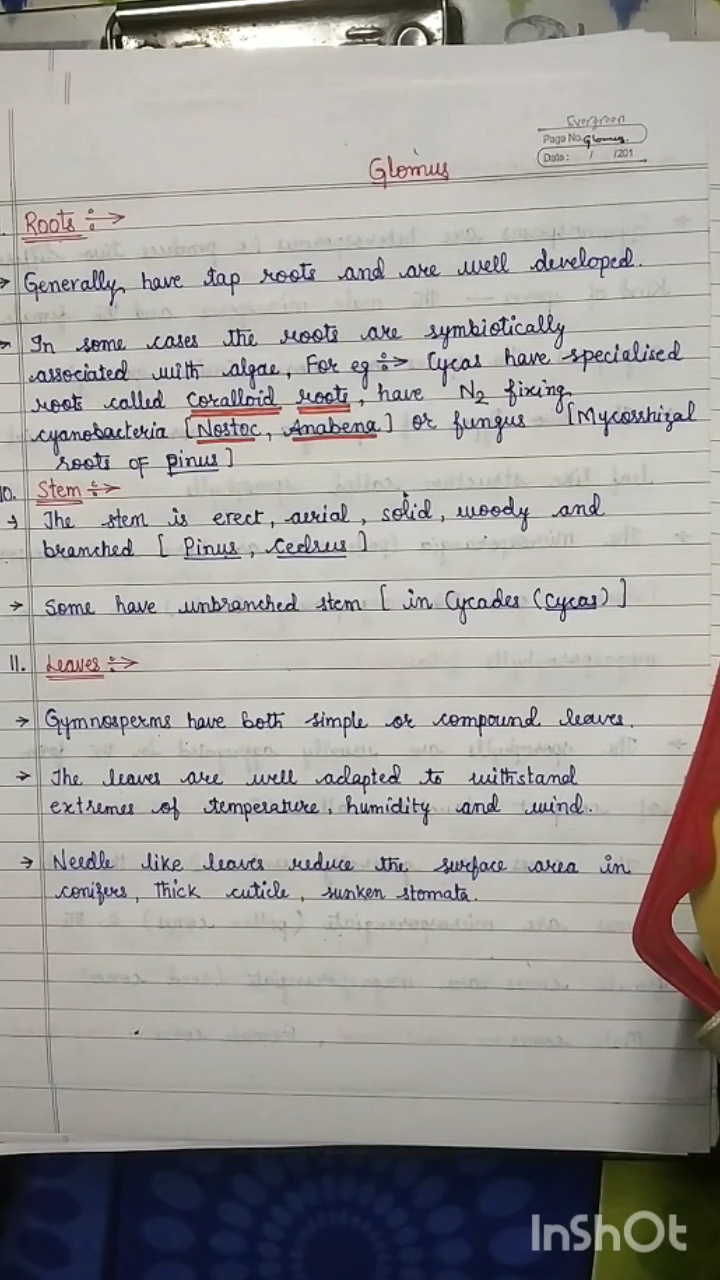 Evergreen
Page No. Glomus
Date: / /201
Glomus
Roots ÷>
→ Generally have tap roots and are well developed.
→ In some cases the roots are symbiotically
associated with algae, For eg ÷> Cycas have specialised
roots called Coralloid roots, have N2 fixing
cyanobacteria [Nostoc, Anabena] or fungus [Mycorrhizal
roots of pinus]
10. Stem ÷>
→ The stem is erect, aerial, solid, woody and
branched [Pinus, Cedrus]
→ Some have unbranched stem [in Cycades (Cycas)]
11. Leaves ÷>
→ Gymnosperms have both simple or compound leaves.
→ The leaves are well adapted to withstand
extremes of temperature, humidity and wind.
→ Needle like leaves reduce the surface area in
conifers, Thick cuticle, sunken stomata.
InShOt